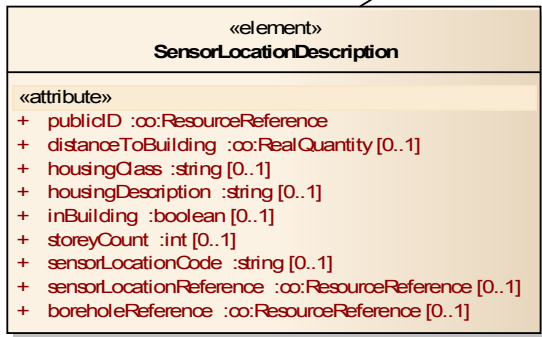 «element»
SensorLocationDescription
«attribute»
+ publicID :co:ResourceReference
+ distanceToBuilding :co:RealQuantity [0..1]
+ housingClass :string [0..1]
+ housingDescription :string [0..1]
+ inBuilding :boolean [0..1]
+ storeyCount :int [0..1]
+ sensorLocationCode :string [0..1]
+ sensorLocationReference :co:ResourceReference [0..1]
+ boreholeReference :co:ResourceReference [0..1]